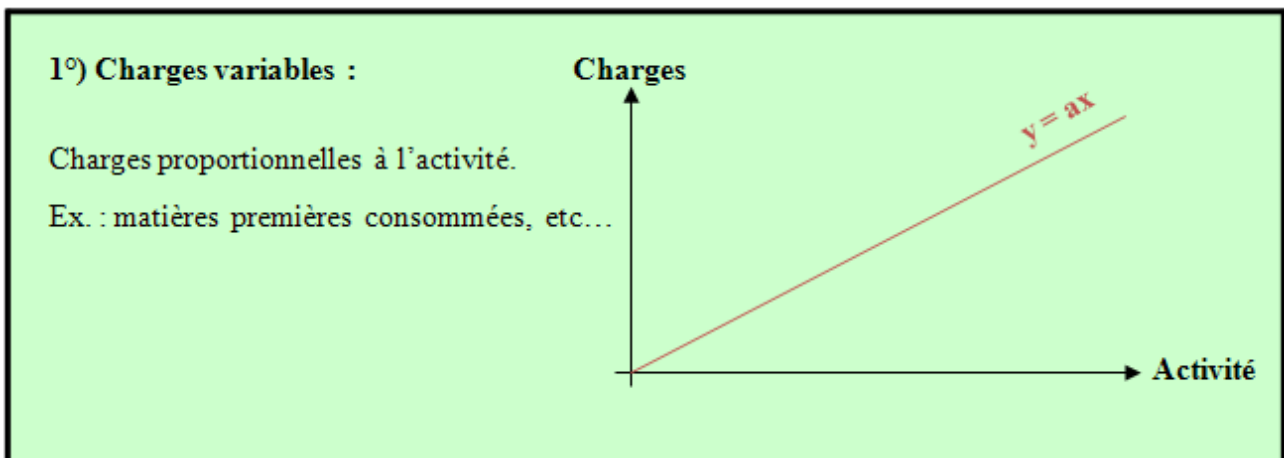 1°) Charges variables :
Charges
y = ax
Charges proportionnelles à l’activité.
Ex. : matières premières consommées, etc…
Activité